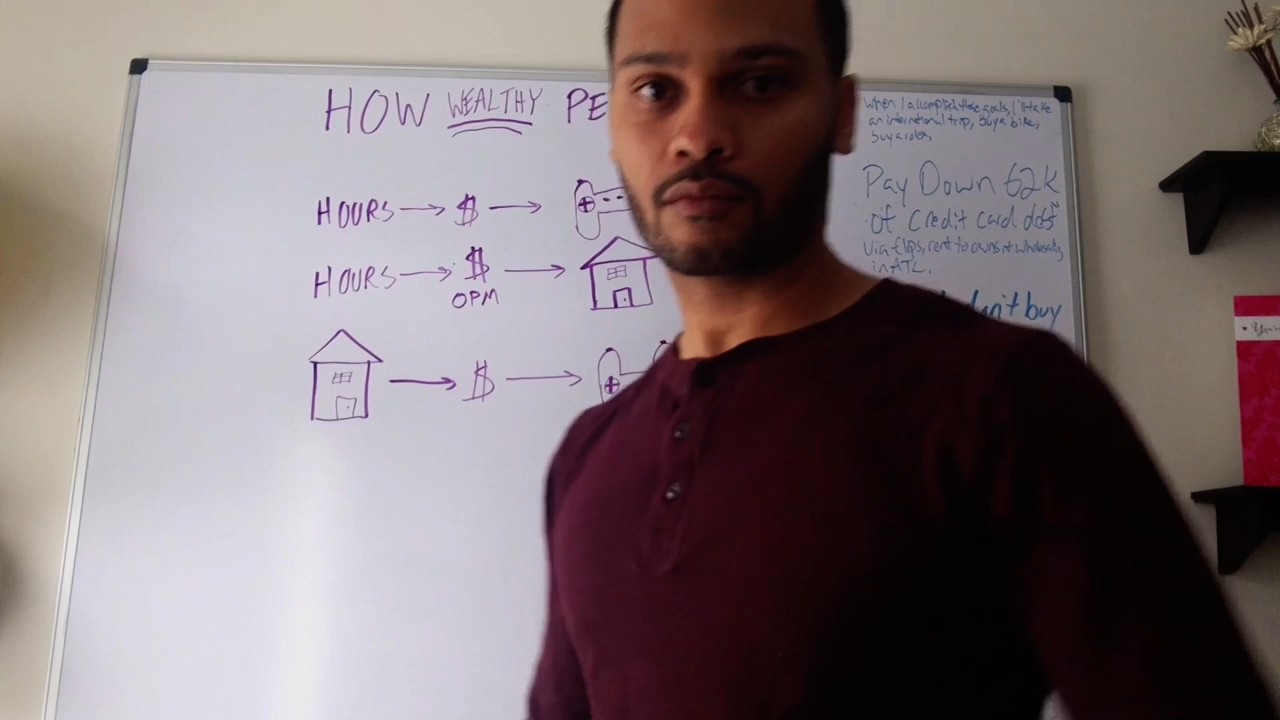 HOW WEALTHY PE
HOURS → $ →
HOURS → $ →
OPM
→ $ →
When I accomplish these goals, I'll take
an international trip, buy a bike,
buy a rolex,
Pay Down 62K
of Credit card debt
via flips, rent to owns
in ATL.
buy